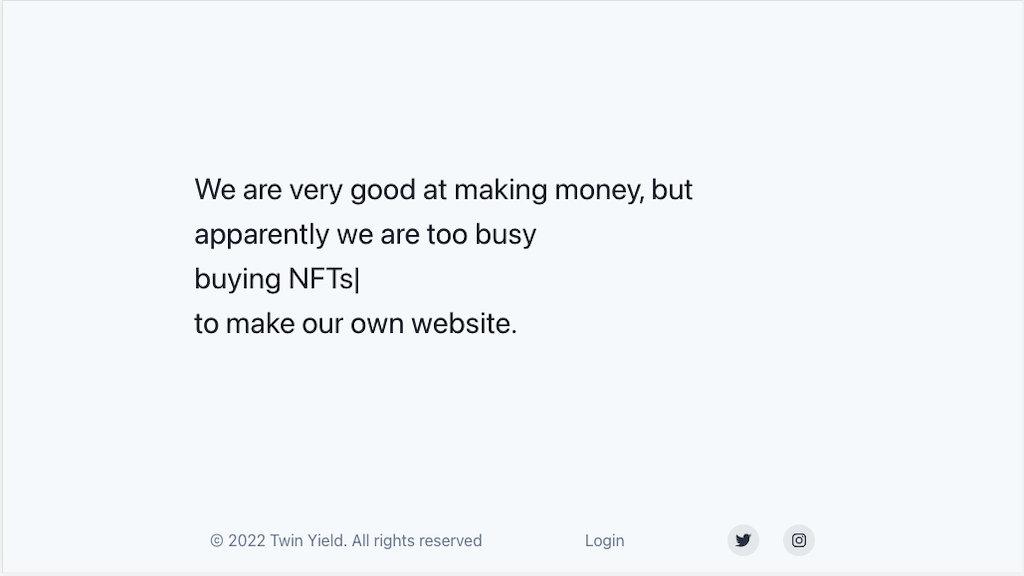 We are very good at making money, but
apparently we are too busy
buying NFTs|
to make our own website.
© 2022 Twin Yield. All rights reserved
Login